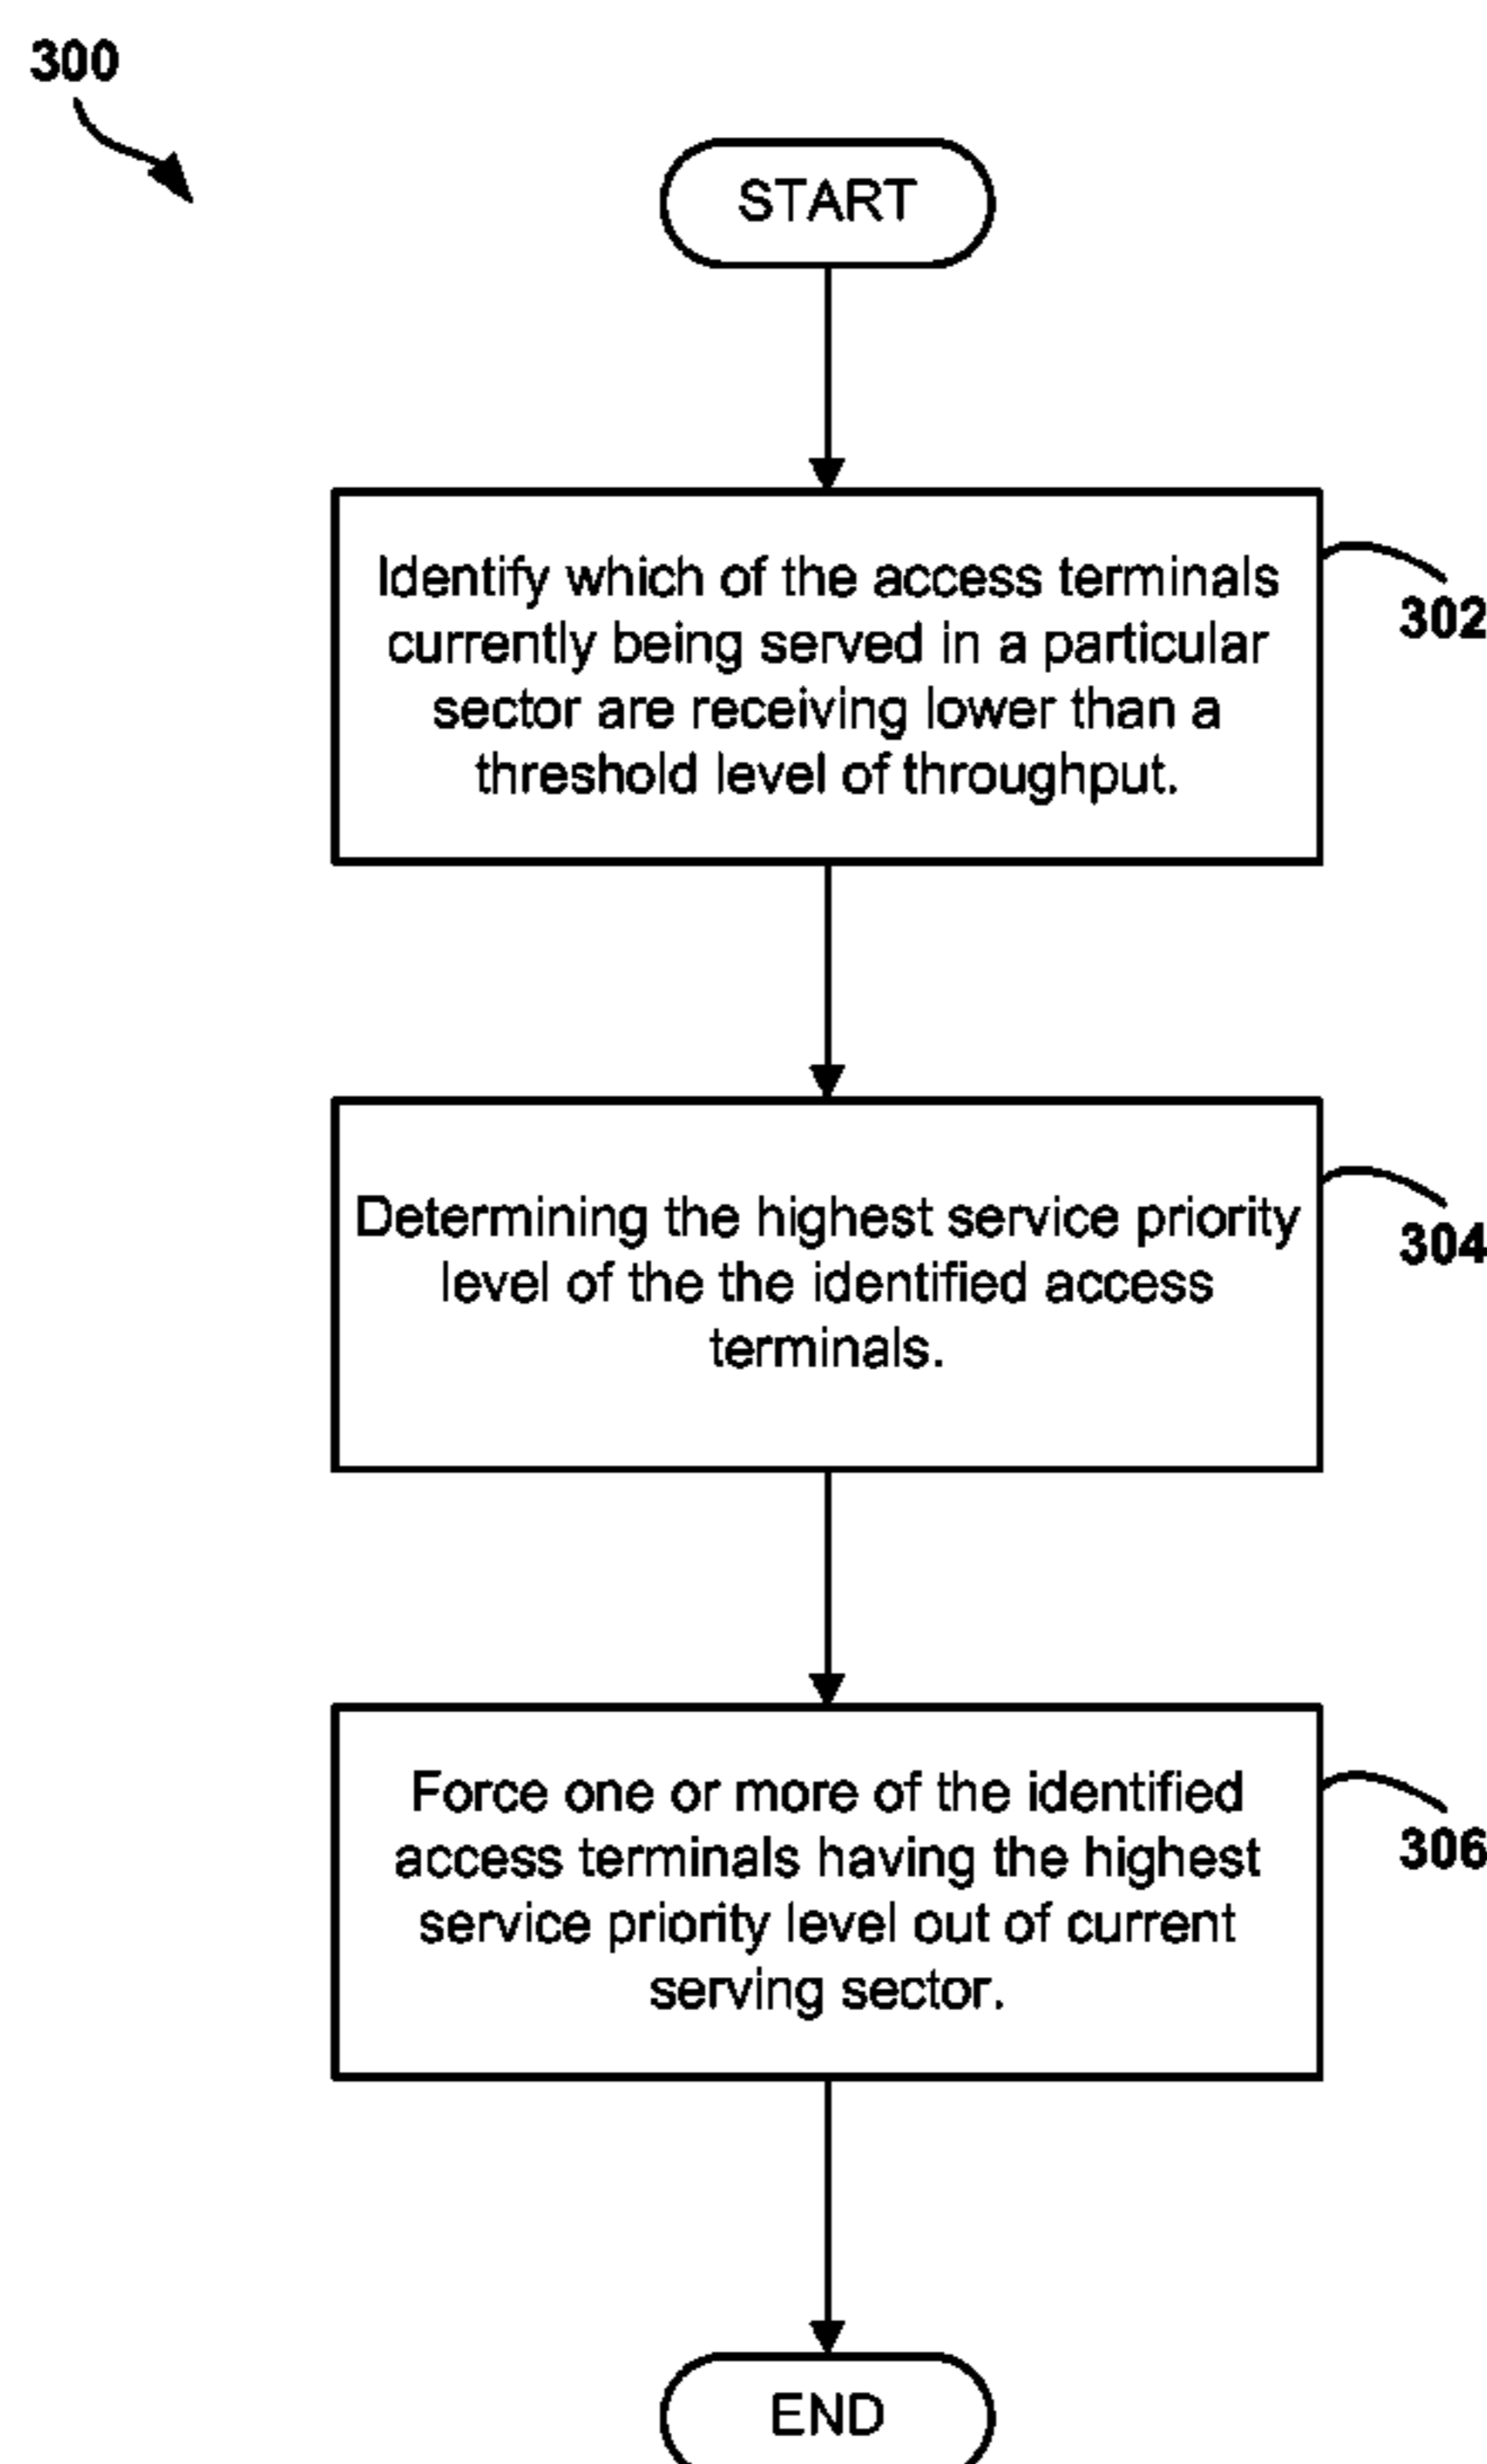 300
START
Identify which of the access terminals
currently being served in a particular
sector are receiving lower than a
threshold level of throughput.
302
Determining the highest service priority
level of the the identified access
terminals.
304
Force one or more of the identified
access terminals having the highest
service priority level out of current
serving sector.
306
END